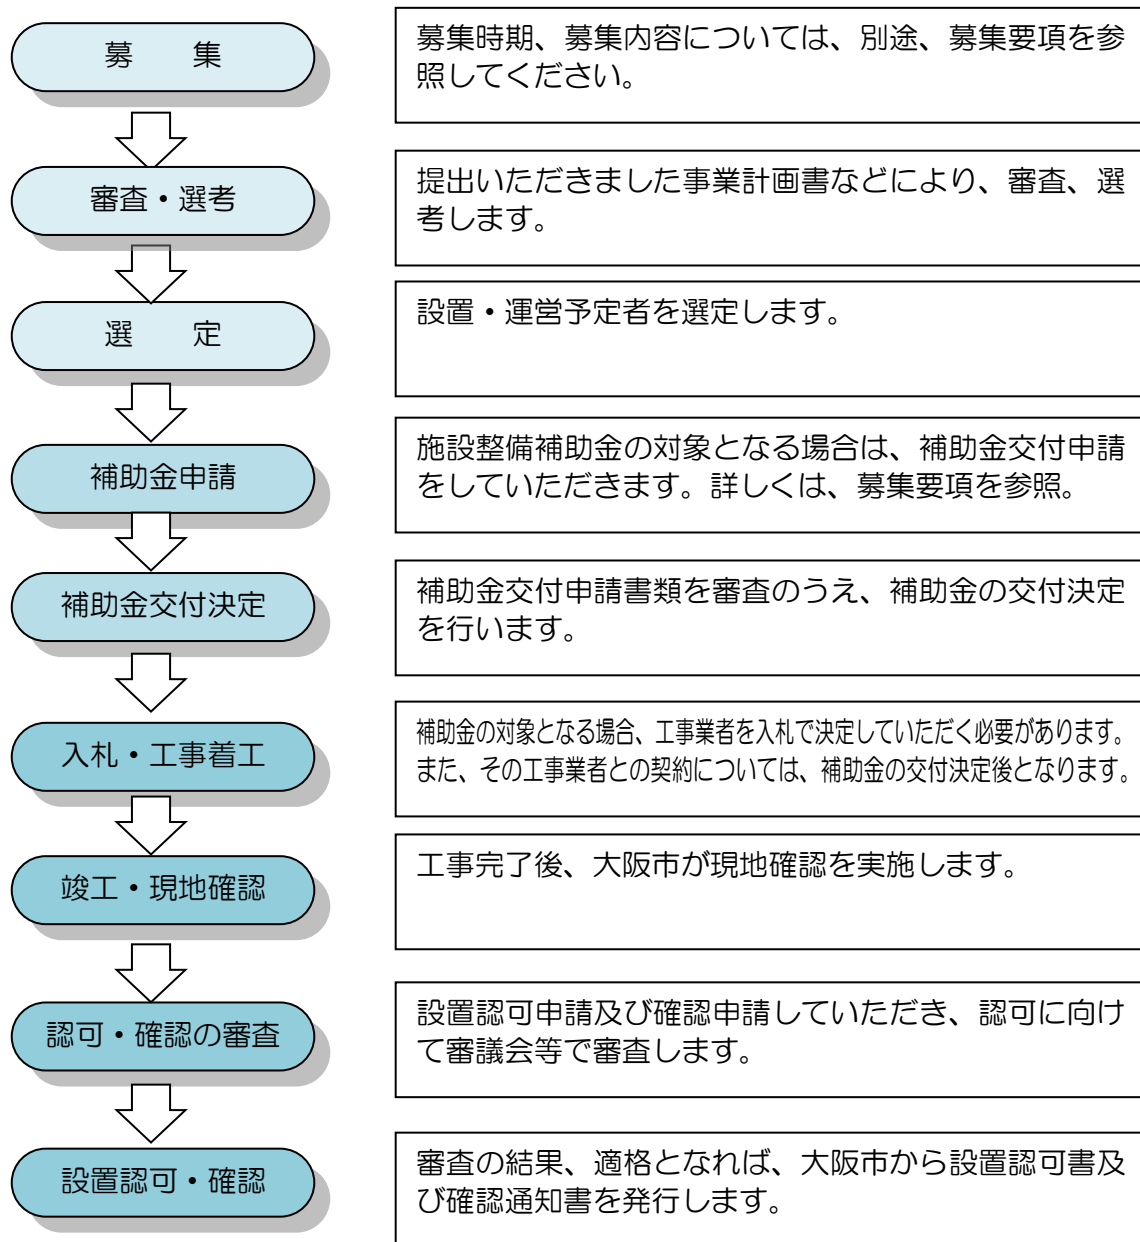 募　　集
募集時期、募集内容については、別途、募集要項を参
照してください。
審査・選考
提出いただきました事業計画書などにより、審査、選
考します。
選　　定
設置・運営予定者を選定します。
補助金申請
施設整備補助金の対象となる場合は、補助金交付申請
をしていただきます。詳しくは、募集要項を参照。
補助金交付決定
補助金交付申請書類を審査のうえ、補助金の交付決定
を行います。
入札・工事着工
補助金の対象となる場合、工事業者を入札で決定していただく必要があります。
また、その工事業者との契約については、補助金の交付決定後となります。
竣工・現地確認
工事完了後、大阪市が現地確認を実施します。
認可・確認の審査
設置認可申請及び確認申請していただき、認可に向け
て審議会等で審査します。
設置認可・確認
審査の結果、適格となれば、大阪市から設置認可書及
び確認通知書を発行します。